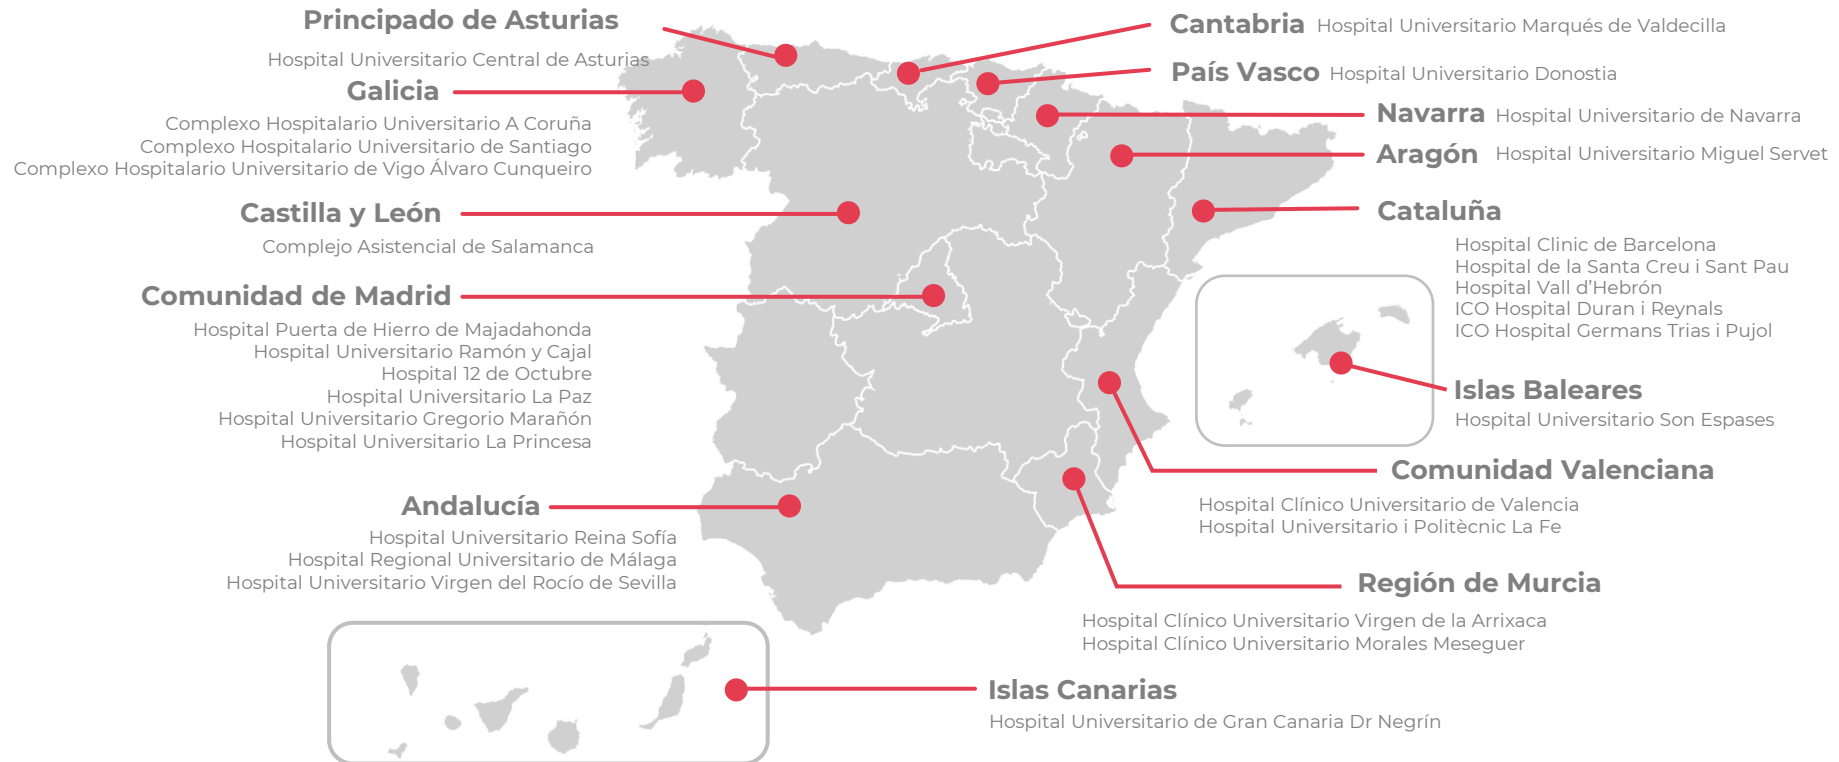 Principado de Asturias
Hospital Universitario Central de Asturias
Galicia
Complexo Hospitalario Universitario A Coruña
Complexo Hospitalario Universitario de Santiago
Complexo Hospitalario Universitario de Vigo Álvaro Cunqueiro
Castilla y León
Complejo Asistencial de Salamanca
Comunidad de Madrid
Hospital Puerta de Hierro de Majadahonda
Hospital Universitario Ramón y Cajal
Hospital 12 de Octubre
Hospital Universitario La Paz
Hospital Universitario Gregorio Marañón
Hospital Universitario La Princesa
Andalucía
Hospital Universitario Reina Sofía
Hospital Regional Universitario de Málaga
Hospital Universitario Virgen del Rocío de Sevilla
Cantabria Hospital Universitario Marqués de Valdecilla
País Vasco Hospital Universitario Donostia
Navarra Hospital Universitario de Navarra
Aragón Hospital Universitario Miguel Servet
Cataluña
Hospital Clinic de Barcelona
Hospital de la Santa Creu i Sant Pau
Hospital Vall d’Hebrón
ICO Hospital Duran i Reynals
ICO Hospital Germans Trias i Pujol
Islas Baleares
Hospital Universitario Son Espases
Comunidad Valenciana
Hospital Clínico Universitario de Valencia
Hospital Universitario i Politècnic La Fe
Región de Murcia
Hospital Clínico Universitario Virgen de la Arrixaca
Hospital Clínico Universitario Morales Meseguer
Islas Canarias
Hospital Universitario de Gran Canaria Dr Negrín